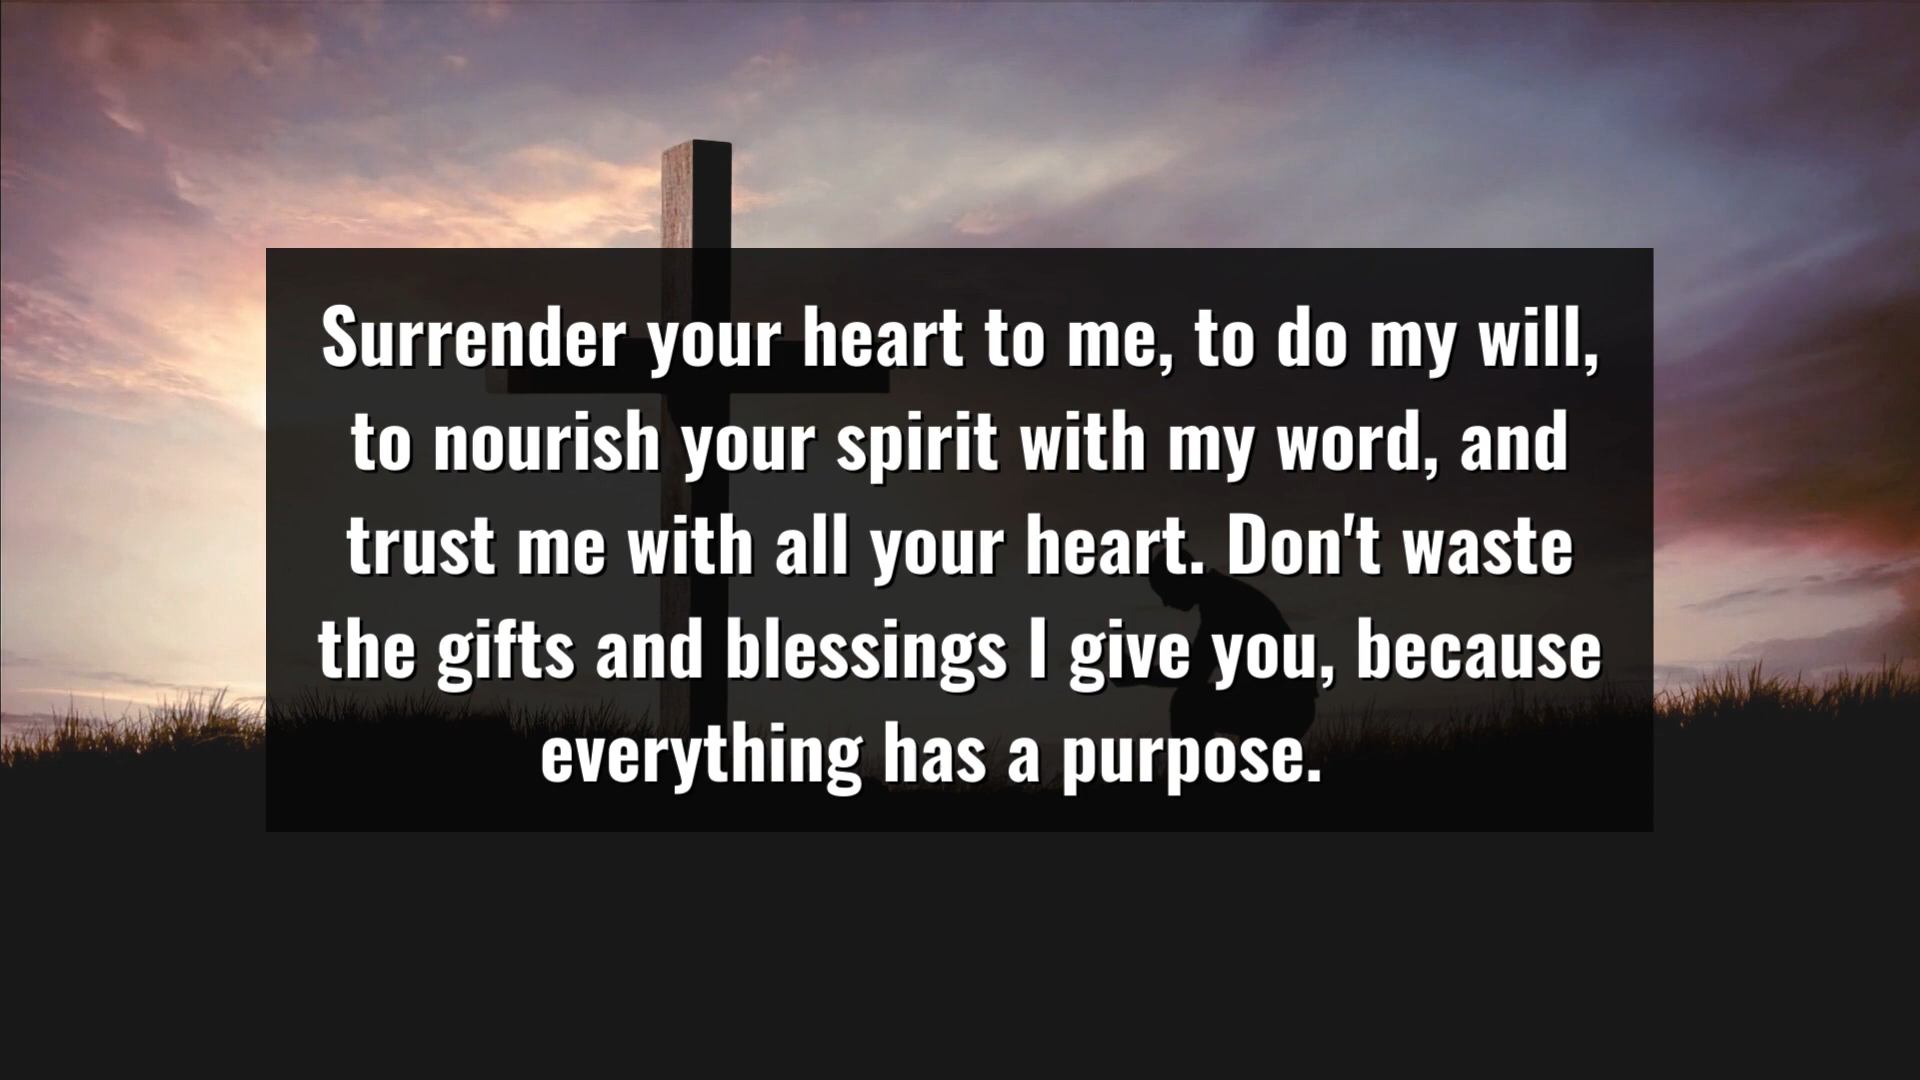 Surrender your heart to me, to do my will,
to nourish your spirit with my word, and
trust me with all your heart. Don't waste
the gifts and blessings I give you, because
everything has a purpose.